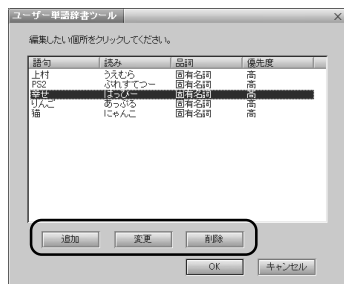 ユーザー単語辞書ツール
編集したい個所をクリックしてください。
語句 読み 品詞 優先度
上村 うえむら 固有名詞 高
PS2 ぷれすてつー 固有名詞 高
幸せ はっぴー 固有名詞 高
りんご あっぷる 固有名詞 高
猫 にゃんこ 固有名詞 高
追加 変更 削除
OK キャンセル